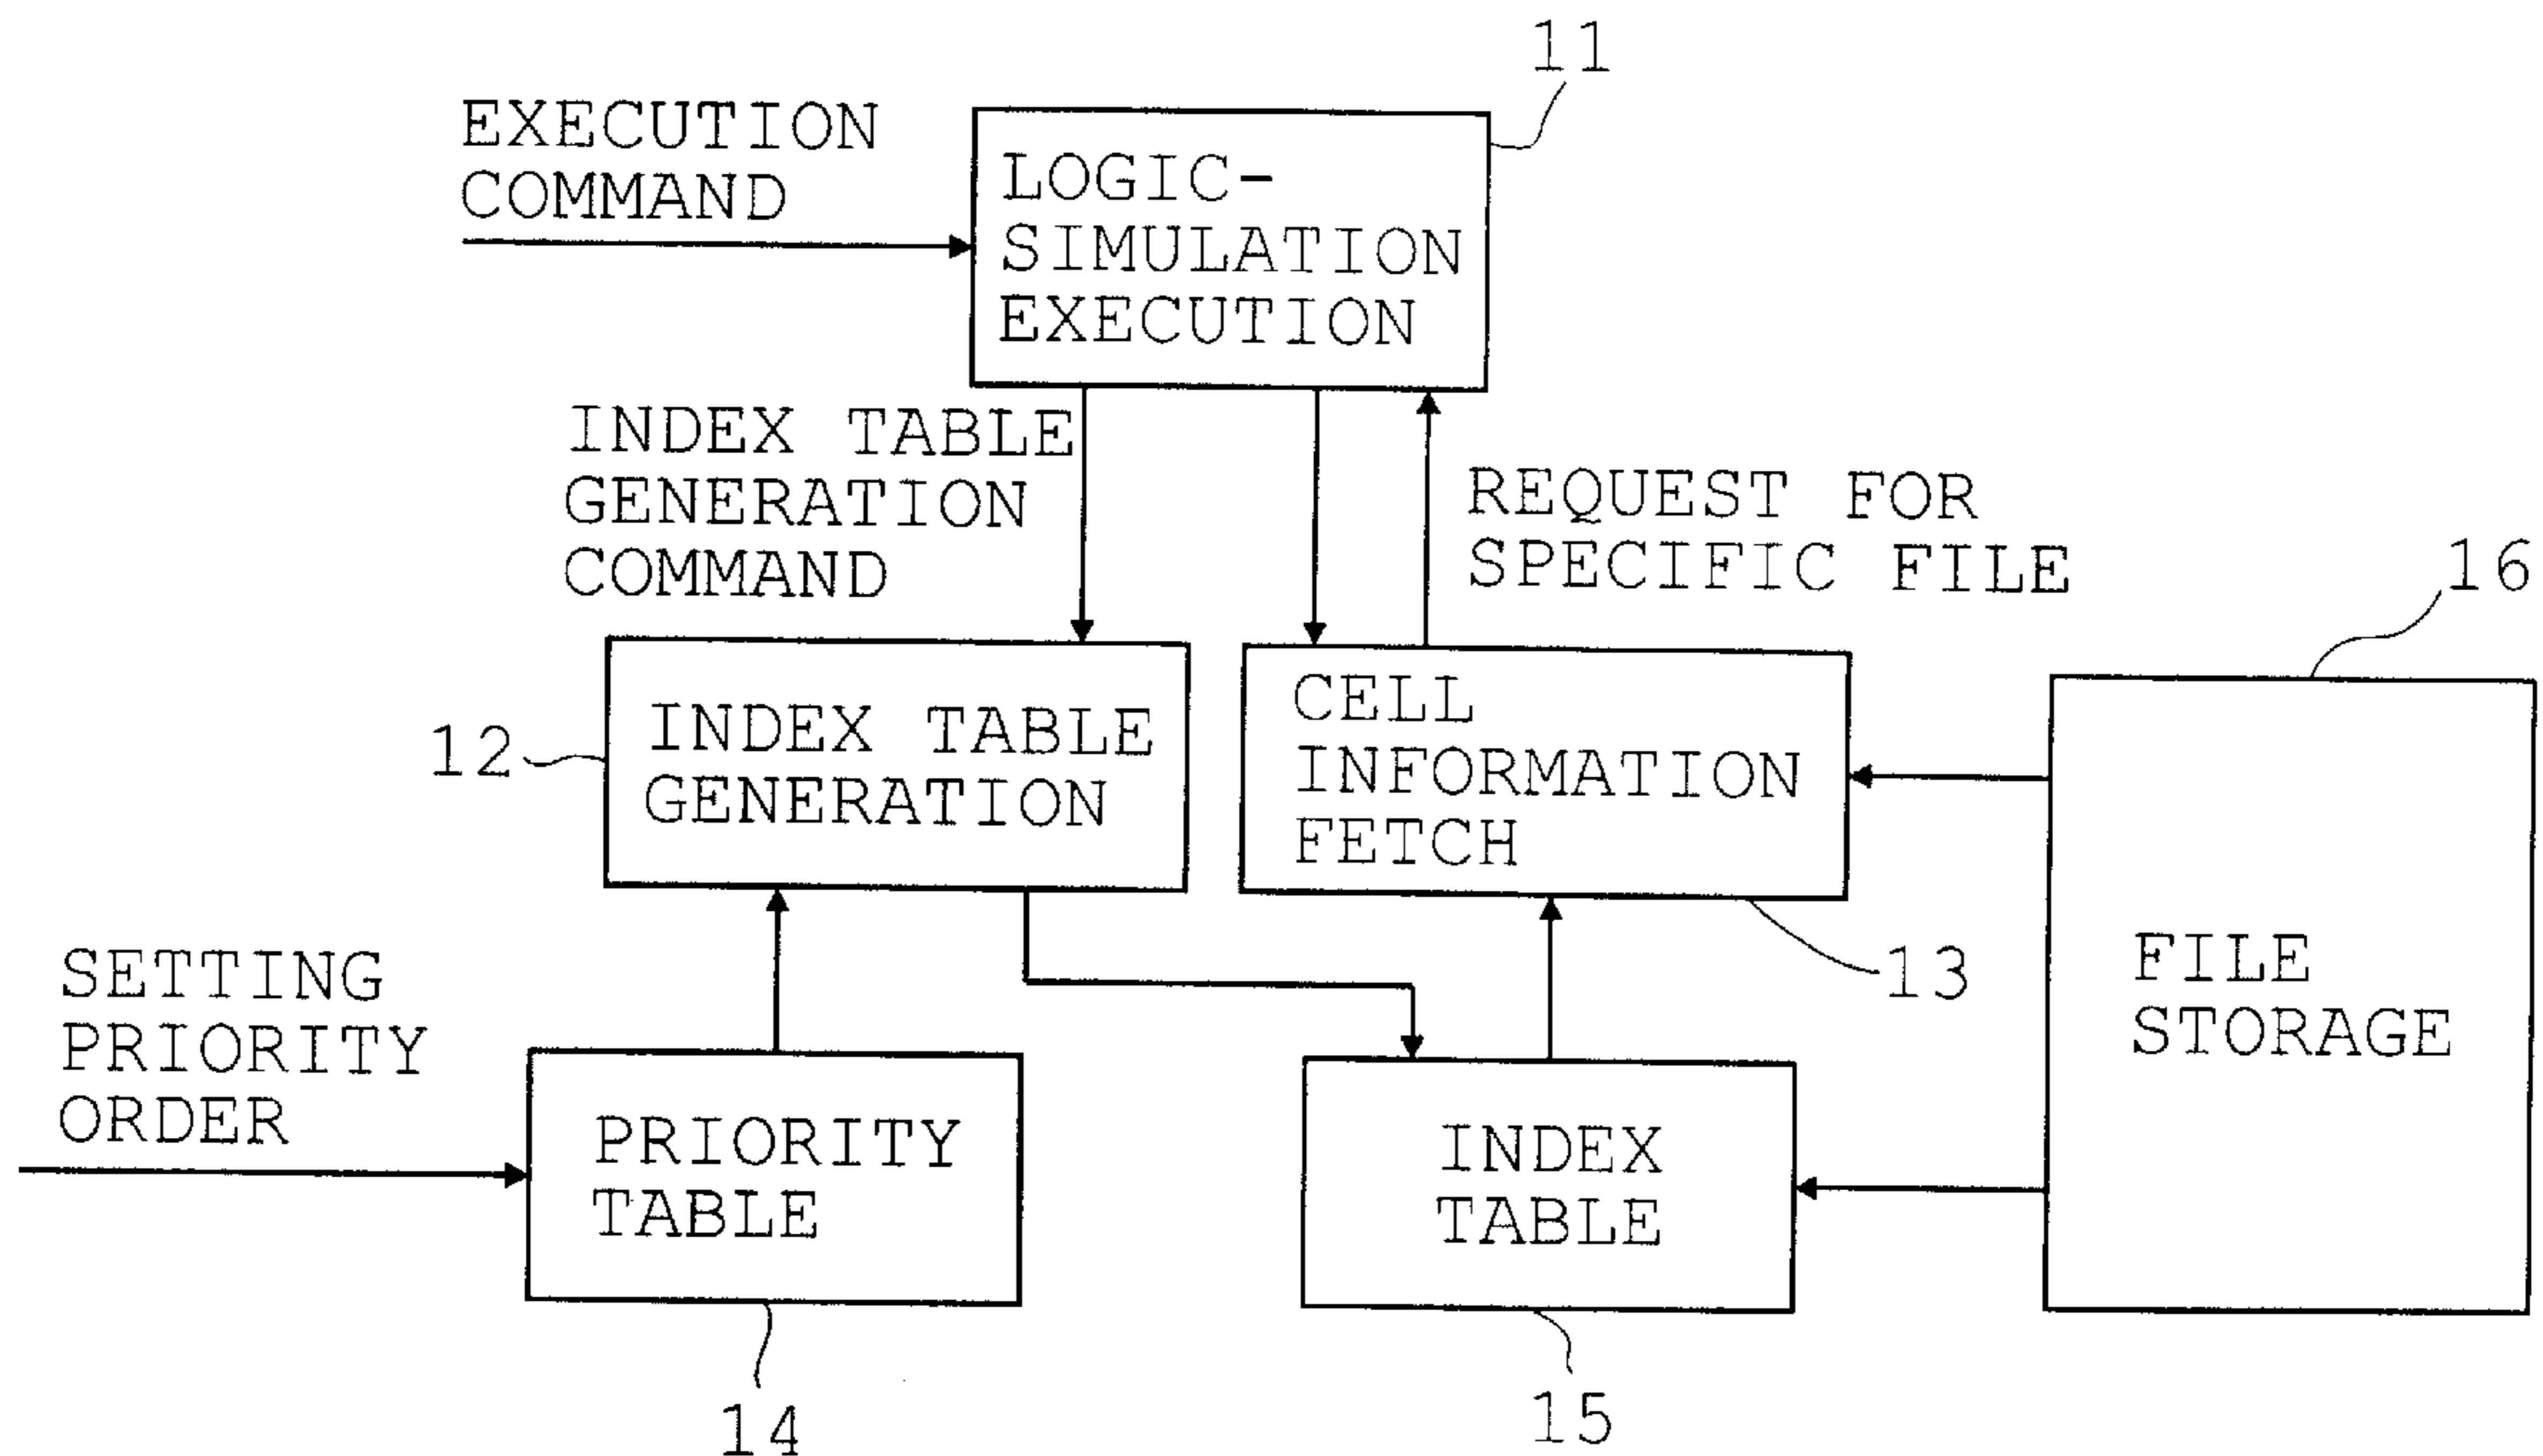 11
EXECUTION
COMMAND
LOGIC-
SIMULATION
EXECUTION
INDEX TABLE
GENERATION
COMMAND
REQUEST FOR
SPECIFIC FILE
16
12
INDEX TABLE
GENERATION
CELL
INFORMATION
FETCH
13
FILE
STORAGE
SETTING
PRIORITY
ORDER
PRIORITY
TABLE
INDEX
TABLE
14
15